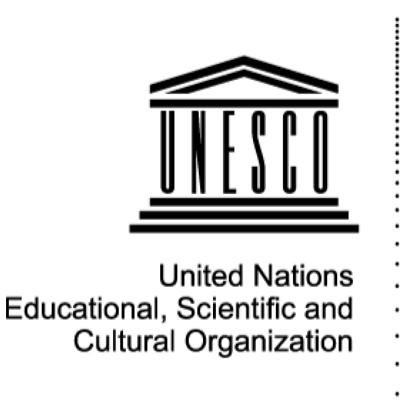 UNESCO
United Nations
Educational, Scientific and
Cultural Organization